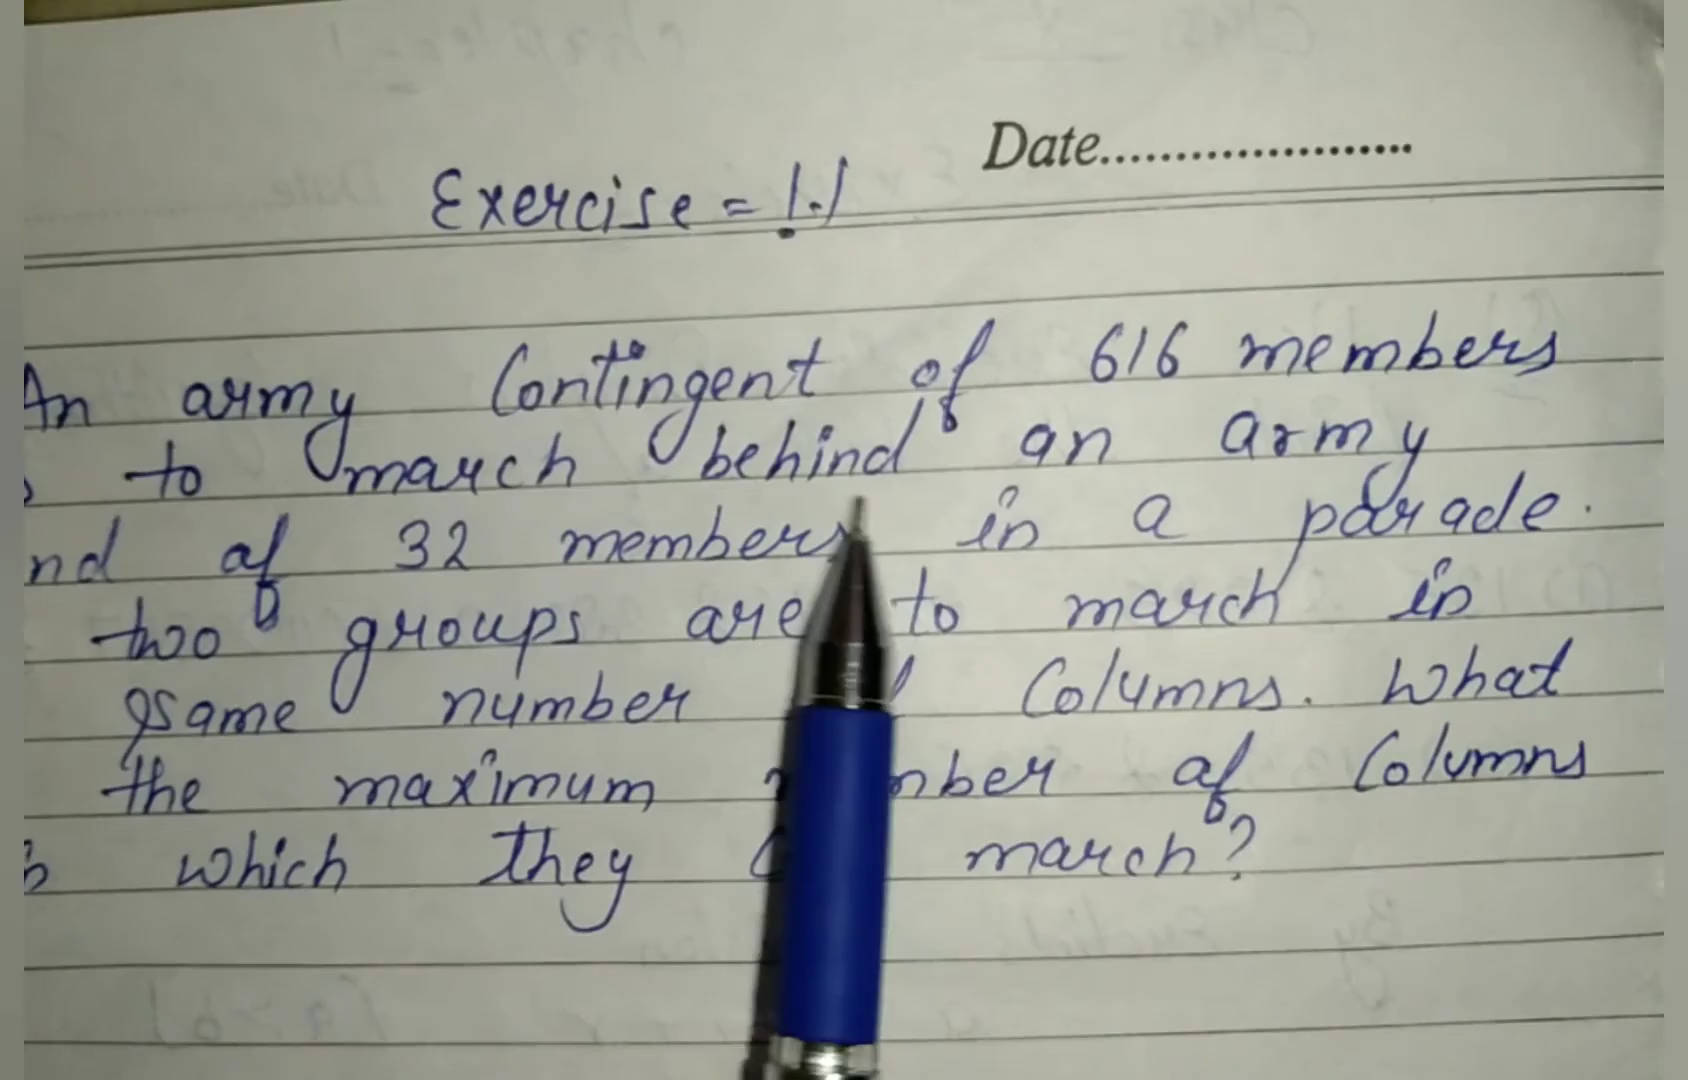 Date......................
Exercise = 1.1
An army Contingent of 616 members
to march behind an army
nd of 32 members in a parade.
two groups are to march in
same number Columns. What
the maximum nber of Columns
which they march?